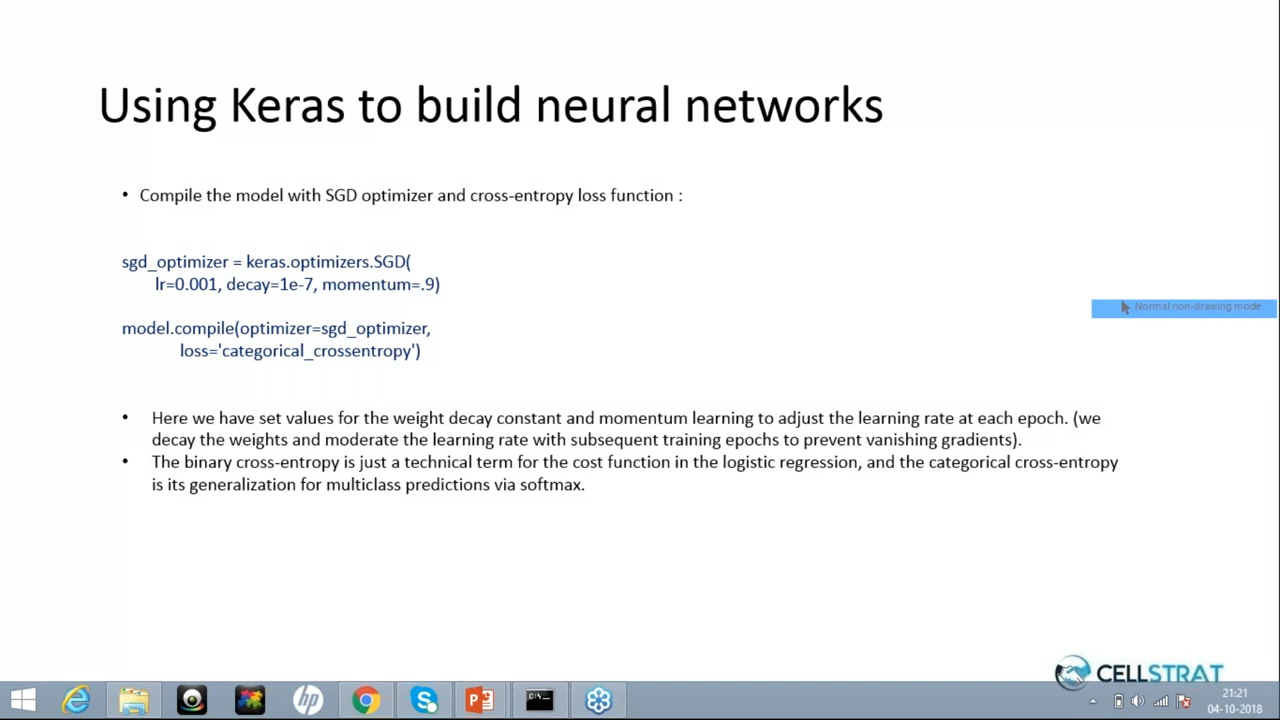 Using Keras to build neural networks
• Compile the model with SGD optimizer and cross-entropy loss function :
sgd_optimizer = keras.optimizers.SGD(
lr=0.001, decay=1e-7, momentum=.9)
Normal non-drawing mode
model.compile(optimizer=sgd_optimizer,
loss='categorical_crossentropy')
• Here we have set values for the weight decay constant and momentum learning to adjust the learning rate at each epoch. (we
decay the weights and moderate the learning rate with subsequent training epochs to prevent vanishing gradients).
• The binary cross-entropy is just a technical term for the cost function in the logistic regression, and the categorical cross-entropy
is its generalization for multiclass predictions via softmax.
CELLSTRAT
21:21
04-10-2018